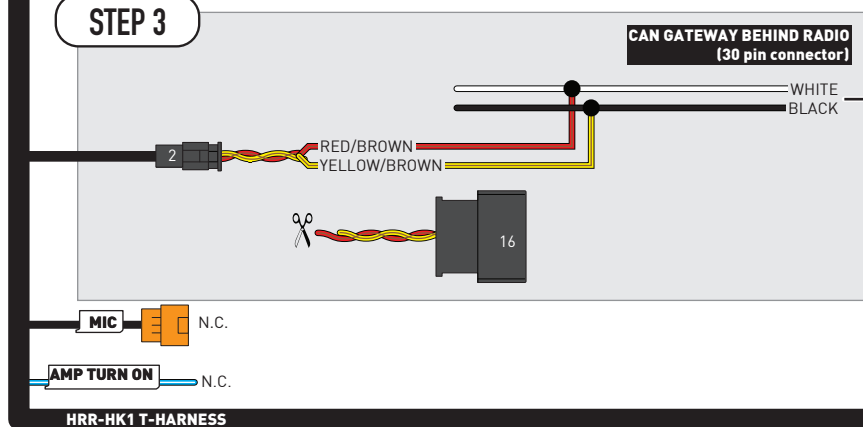 STEP 3
CAN GATEWAY BEHIND RADIO
(30 pin connector)
WHITE
BLACK
2
RED/BROWN
YELLOW/BROWN
16
MIC
N.C.
AMP TURN ON
N.C.
HRR-HK1 T-HARNESS